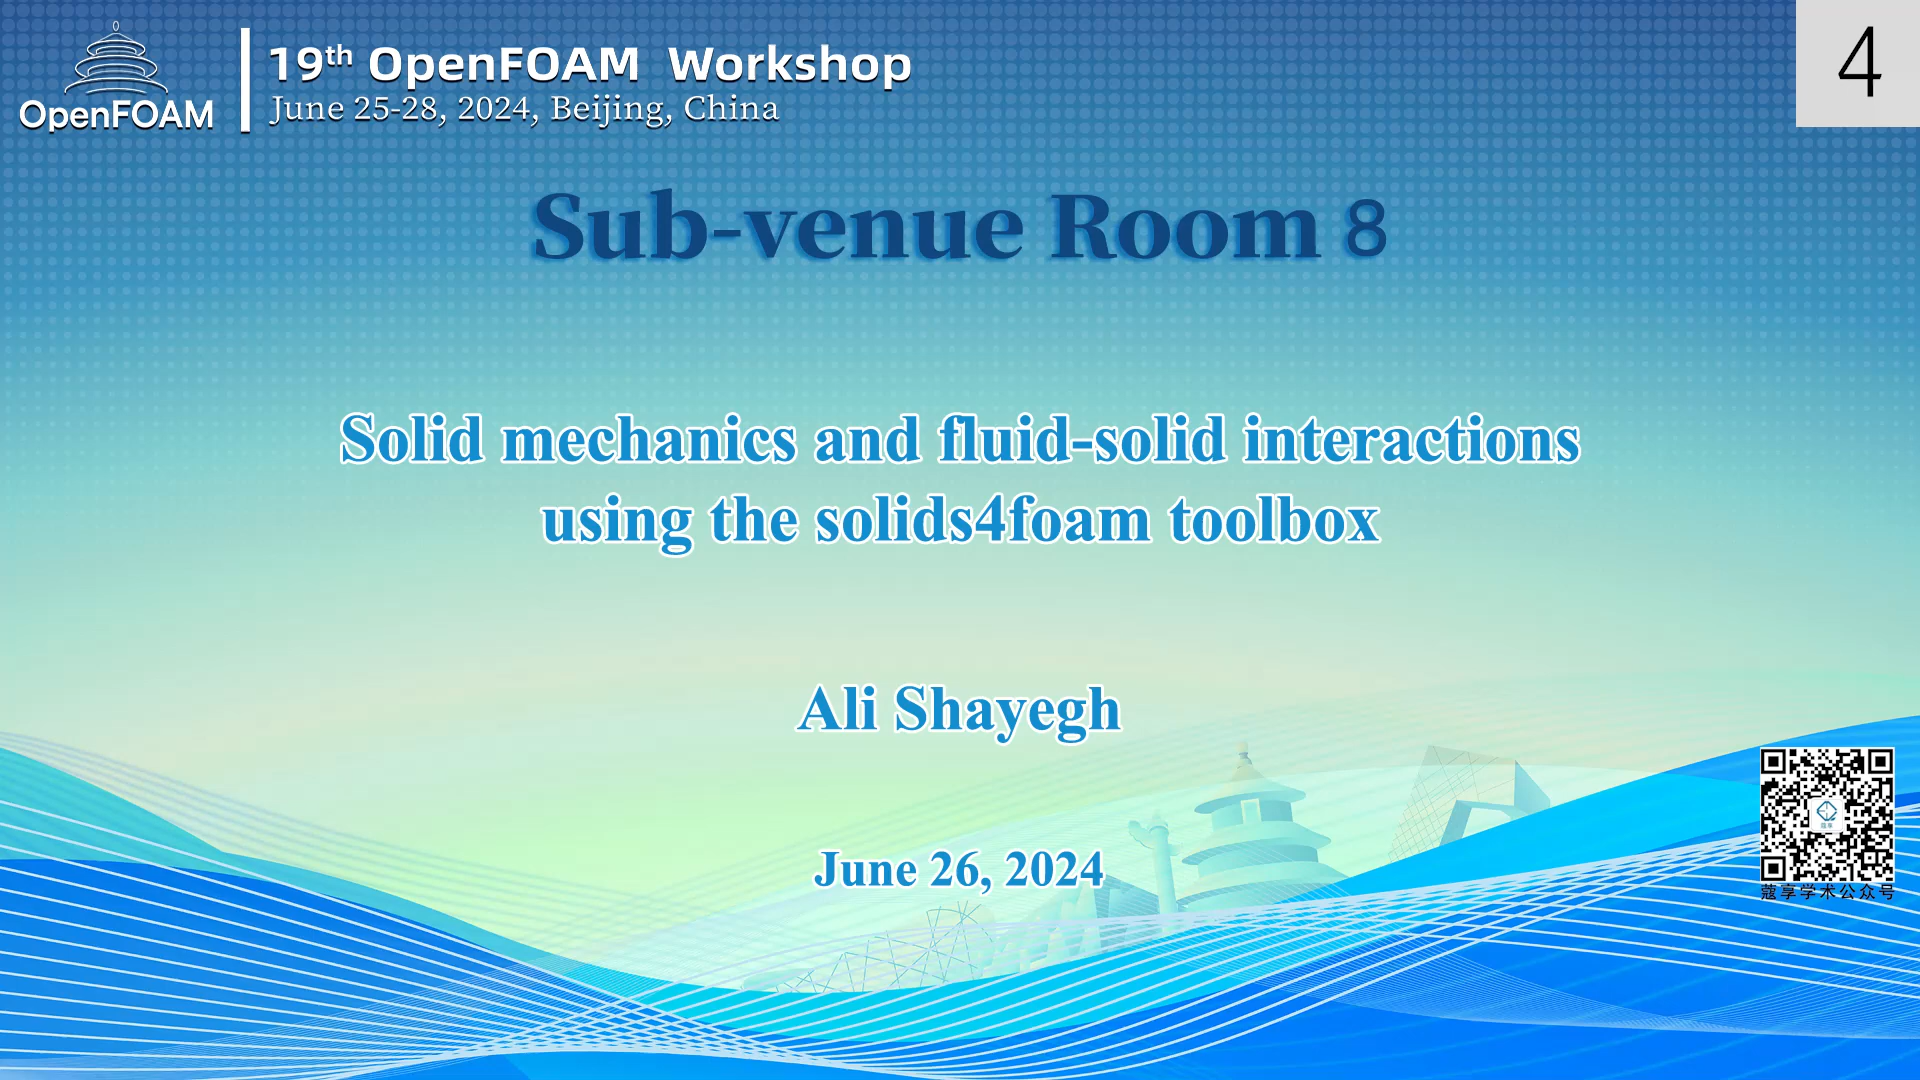 OpenFOAM
19th OpenFOAM Workshop
June 25-28, 2024, Beijing, China
4
Sub-venue Room 8
Solid mechanics and fluid-solid interactions
using the solids4foam toolbox
Ali Shayegh
June 26, 2024
蔻享学术公众号